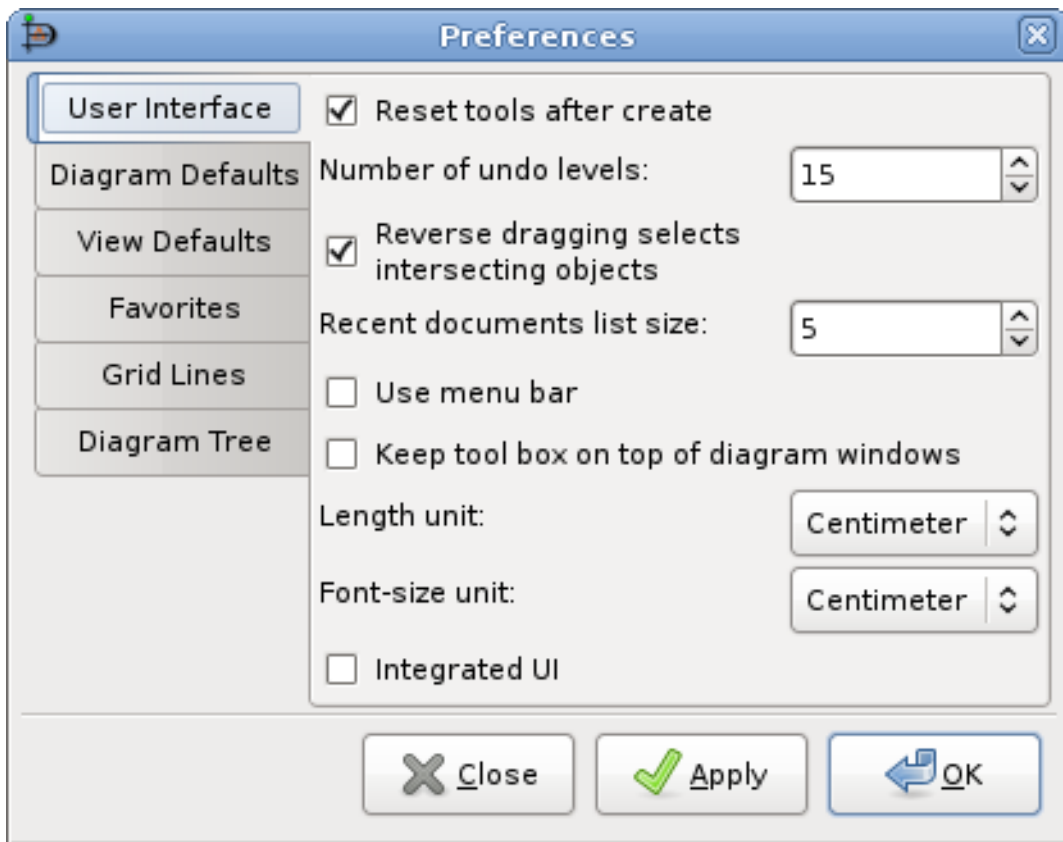 Preferences
User Interface
Diagram Defaults
View Defaults
Favorites
Grid Lines
Diagram Tree
Reset tools after create
Number of undo levels: 15
Reverse dragging selects
intersecting objects
Recent documents list size: 5
Use menu bar
Keep tool box on top of diagram windows
Length unit: Centimeter
Font-size unit: Centimeter
Integrated UI
Close Apply OK